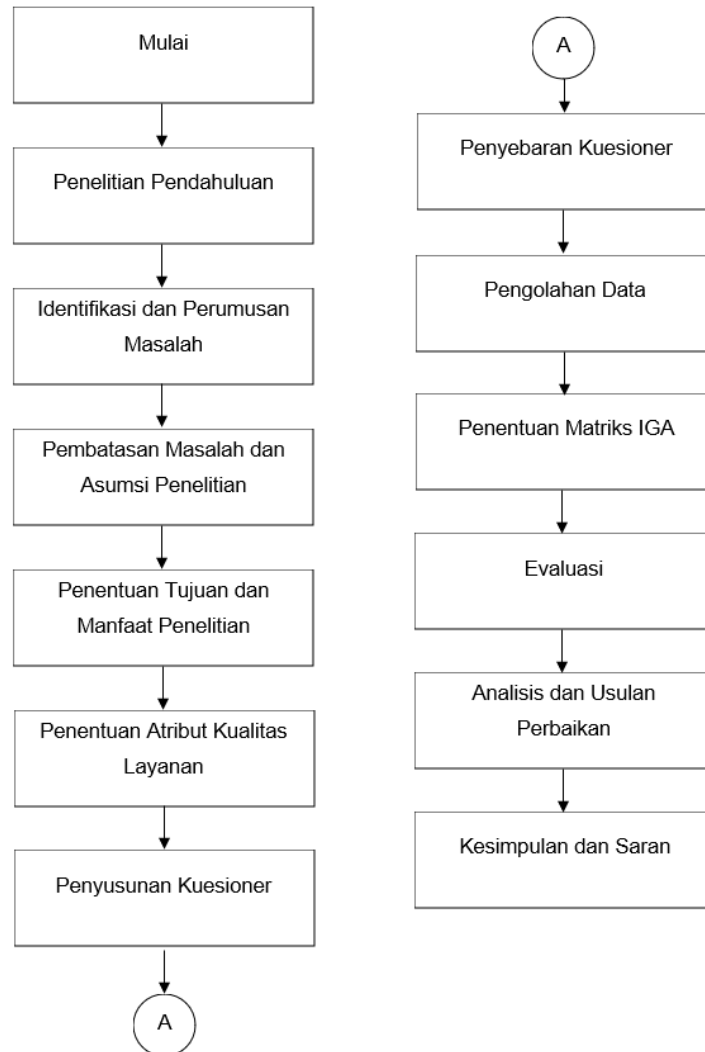 Mulai
Penelitian Pendahuluan
Identifikasi dan Perumusan
Masalah
Pembatasan Masalah dan
Asumsi Penelitian
Penentuan Tujuan dan
Manfaat Penelitian
Penentuan Atribut Kualitas
Layanan
Penyusunan Kuesioner
A
A
Penyebaran Kuesioner
Pengolahan Data
Penentuan Matriks IGA
Evaluasi
Analisis dan Usulan
Perbaikan
Kesimpulan dan Saran